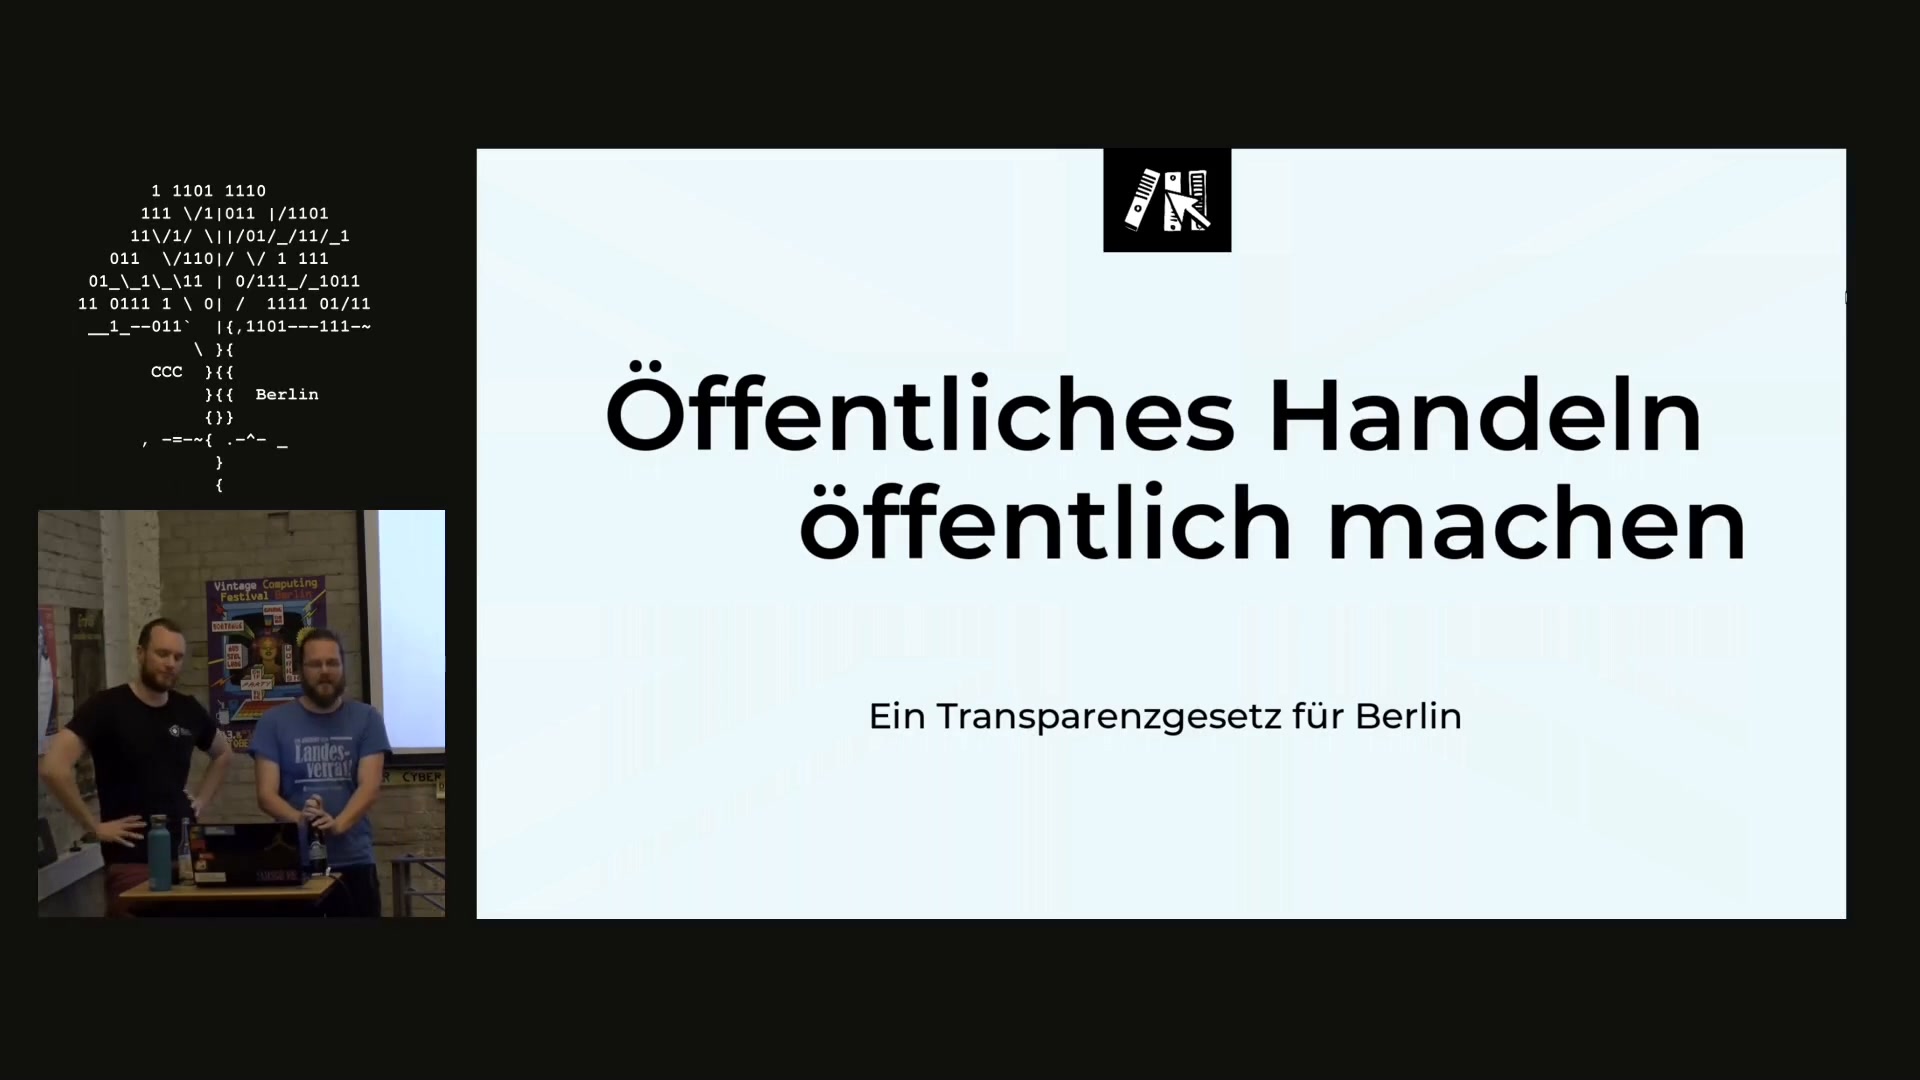 1 1101 1110
111 \/1|011 |/1101
11\/1/ \||/01/_/11/_1
011  \/110|/ \/ 1 111
01_\_1\_\11 | 0/111_/_1011
11 0111 1 \ 0| /  1111 01/11
__1_--011`  |{,1101---111-~
\ }{
CCC  }{{
}{{  Berlin
{}}
, -=-~{ .-^- _
}
{
Öffentliches Handeln
öffentlich machen
Ein Transparenzgesetz für Berlin
Vintage Computing
Festival Berlin
Landes-
verrat
CYBER